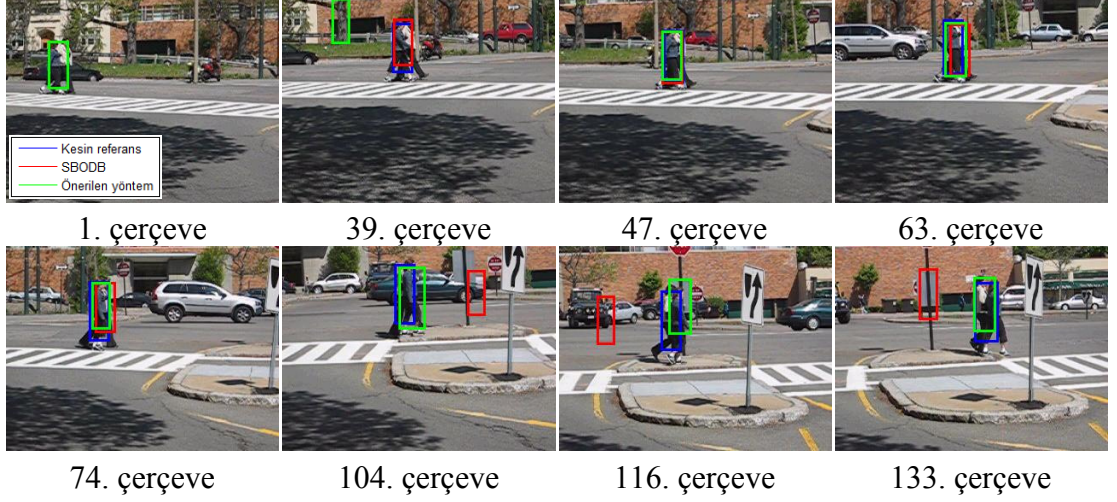 Kesin referans
SBODB
Önerilen yöntem
1. çerçeve
39. çerçeve
47. çerçeve
63. çerçeve
74. çerçeve
104. çerçeve
116. çerçeve
133. çerçeve